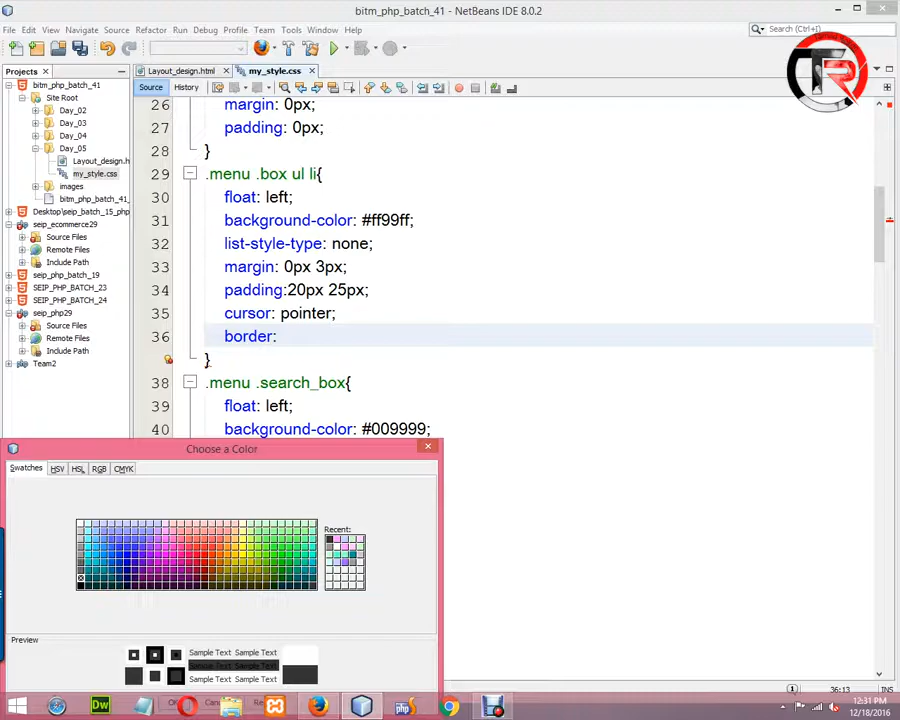 bitm_php_batch_41 - NetBeans IDE 8.0.2
File Edit View Navigate Source Refactor Run Debug Profile Team Tools Window Help
Search (Ctrl+I)
Projects
Layout_design.html
my_style.css
Source History
bitm_php_batch_41
Site Root
Day_02
Day_03
Day_04
Day_05
Layout_design.h
my_style.css
images
bitm_php_batch_41_
Desktop\seip_batch_15_php
seip_ecommerce29
Source Files
Remote Files
Include Path
seip_php_batch_19
SEIP_PHP_BATCH_23
SEIP_PHP_BATCH_24
seip_php29
Source Files
Remote Files
Include Path
Team2
26 margin: 0px;
27 padding: 0px;
28 }
29 .menu .box ul li{
30 float: left;
31 background-color: #ff99ff;
32 list-style-type: none;
33 margin: 0px 3px;
34 padding:20px 25px;
35 cursor: pointer;
36 border:
}
38 .menu .search_box{
39 float: left;
40 background-color: #009999;
Choose a Color
Swatches HSV HSL RGB CMYK
Recent:
Preview
Sample Text Sample Text
Sample Text Sample Text
Sample Text Sample Text
1 36:13 INS
Dw
php
12:31 PM
12/18/2016